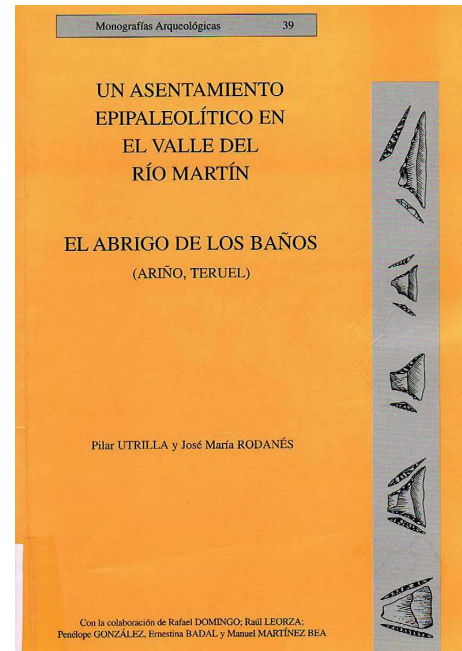 Monografías Arqueológicas 39
UN ASENTAMIENTO
EPIPALEOLÍTICO EN
EL VALLE DEL
RÍO MARTÍN
EL ABRIGO DE LOS BAÑOS
(ARIÑO, TERUEL)
Pilar UTRILLA y José María RODANÉS
Con la colaboración de Rafael DOMINGO; Raúl LEORZA;
Penélope GONZÁLEZ, Ernestina BADAL y Manuel MARTÍNEZ BEA